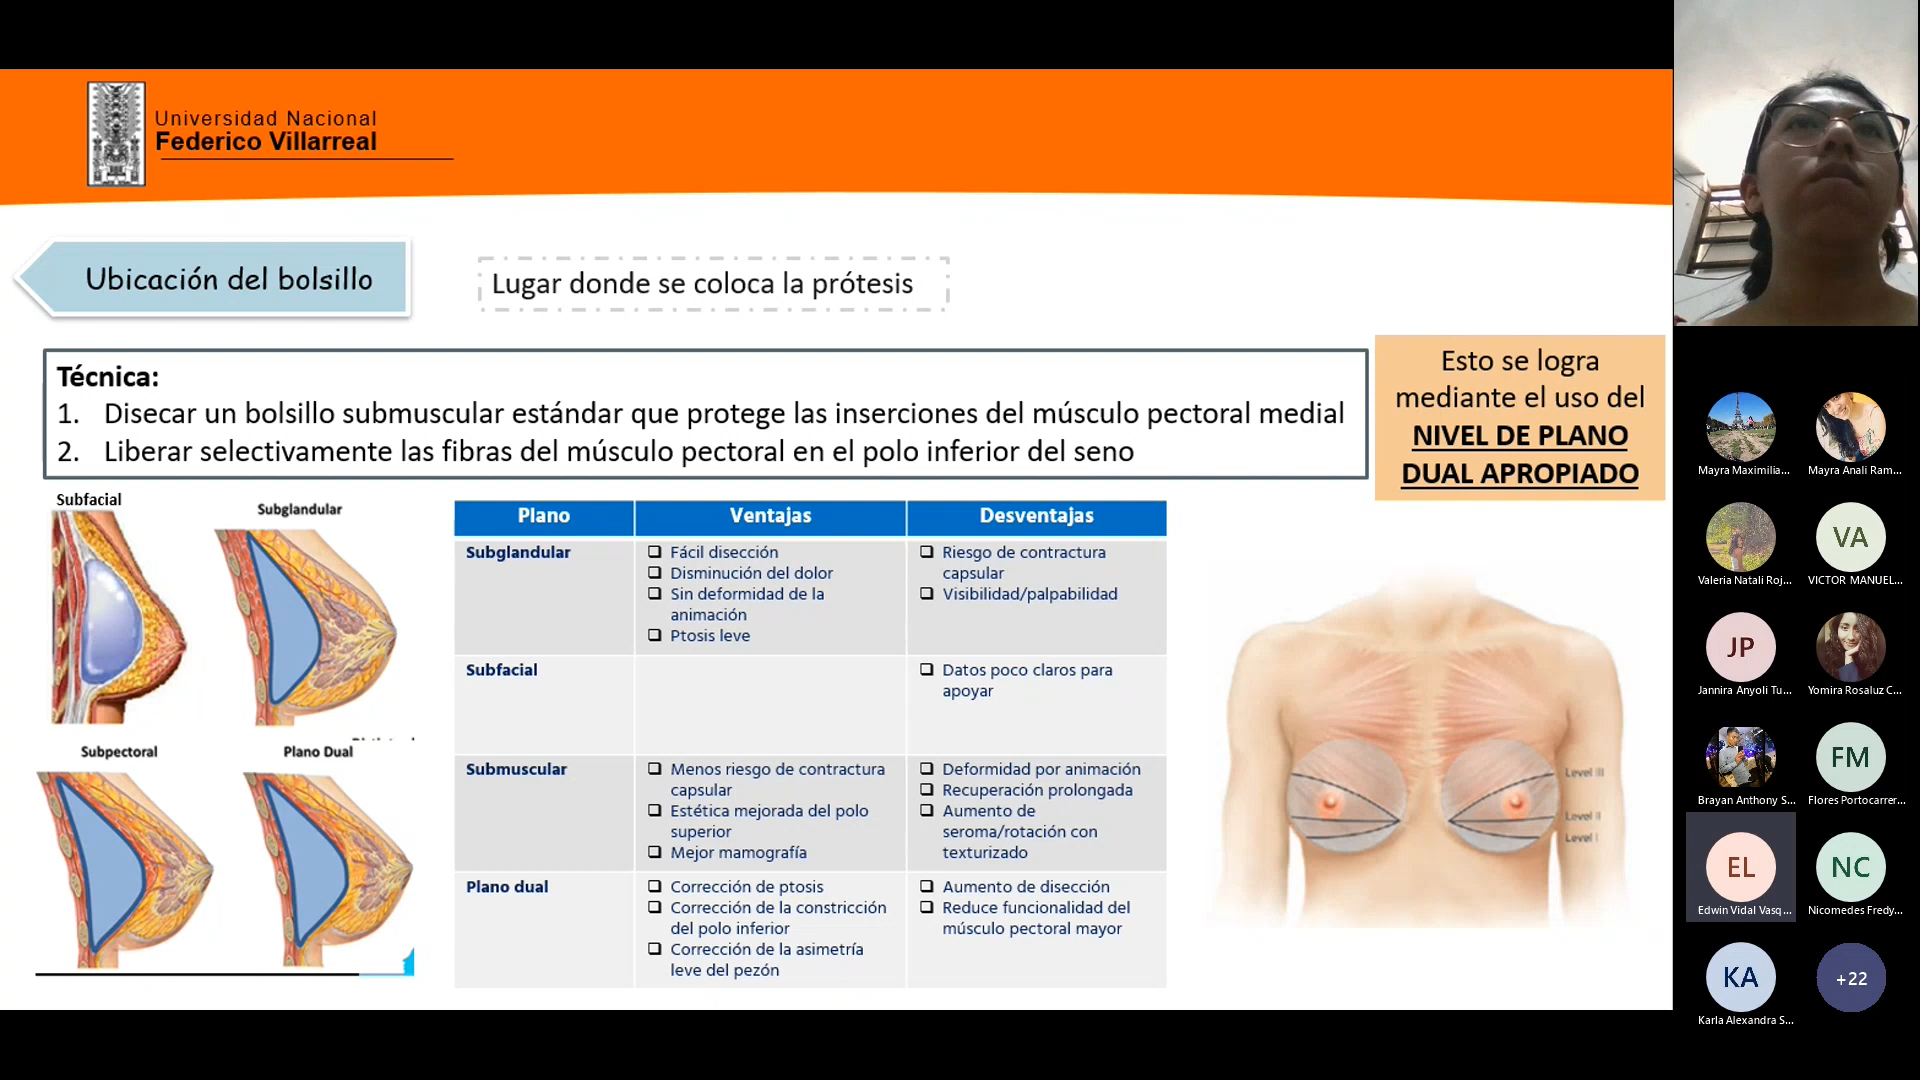 Universidad Nacional
Federico Villarreal
Ubicación del bolsillo
Lugar donde se coloca la prótesis
Técnica:
1. Disecar un bolsillo submuscular estándar que protege las inserciones del músculo pectoral medial
2. Liberar selectivamente las fibras del músculo pectoral en el polo inferior del seno
Esto se logra
mediante el uso del
NIVEL DE PLANO
DUAL APROPIADO
Subfacial
Subglandular
Subpectoral
Plano Dual
Plano
Ventajas
Desventajas
Subglandular
Fácil disección
Disminución del dolor
Sin deformidad de la
animación
Ptosis leve
Riesgo de contractura
capsular
Visibilidad/palpabilidad
Subfacial
Datos poco claros para
apoyar
Submuscular
Menos riesgo de contractura
capsular
Estética mejorada del polo
superior
Mejor mamografía
Deformidad por animación
Recuperación prolongada
Aumento de
seroma/rotación con
texturizado
Plano dual
Corrección de ptosis
Corrección de la constricción
del polo inferior
Corrección de la asimetría
leve del pezón
Aumento de disección
Reduce funcionalidad del
músculo pectoral mayor
Level III
Level II
Level I
Mayra Maximilia...
Mayra Anali Ram...
Valeria Natali Roj...
VA
VICTOR MANUEL...
JP
Jannira Anyoli Tu...
Yomira Rosaluz C...
Brayan Anthony S...
FM
Flores Portocarrer...
EL
Edwin Vidal Vasq...
NC
Nicomedes Fredy...
KA
Karla Alexandra S...
+22